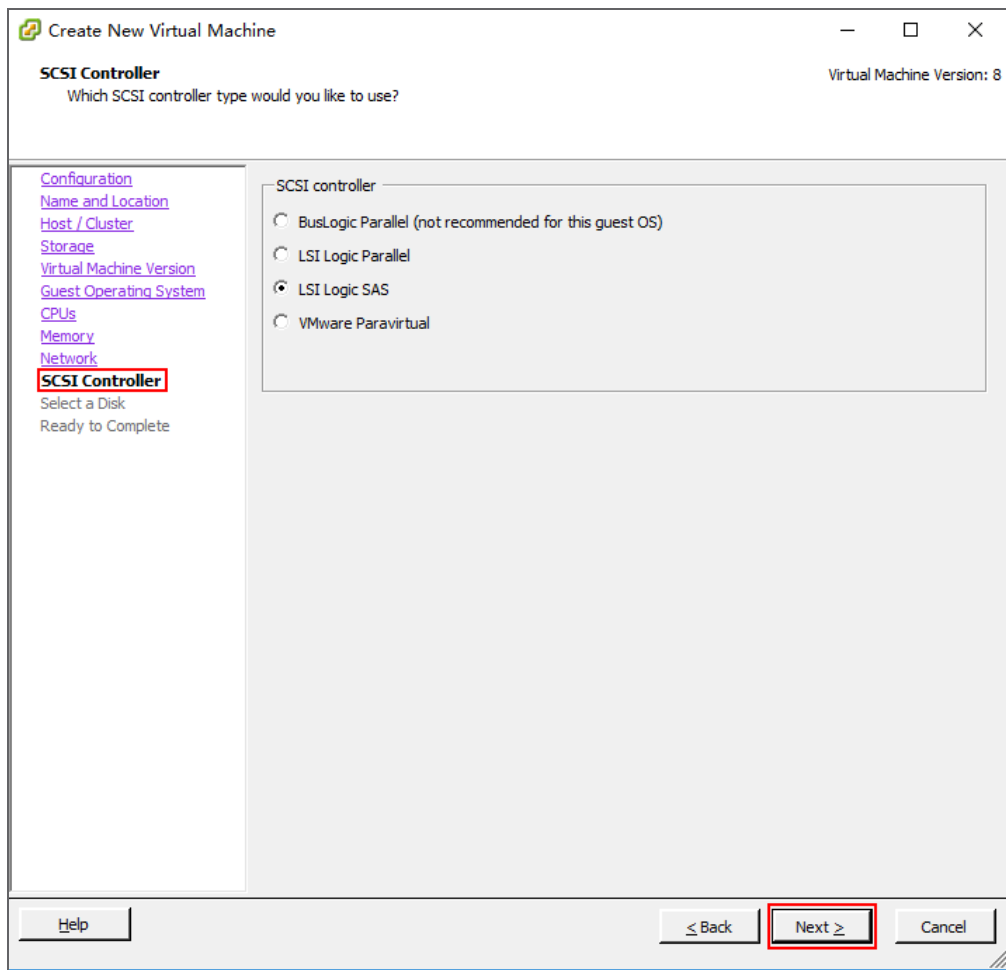 Create New Virtual Machine
SCSI Controller
Virtual Machine Version: 8
Which SCSI controller type would you like to use?
Configuration
Name and Location
Host / Cluster
Storage
Virtual Machine Version
Guest Operating System
CPUs
Memory
Network
SCSI Controller
Select a Disk
Ready to Complete
SCSI controller
BusLogic Parallel (not recommended for this guest OS)
LSI Logic Parallel
LSI Logic SAS
VMware Paravirtual
Help
< Back
Next >
Cancel